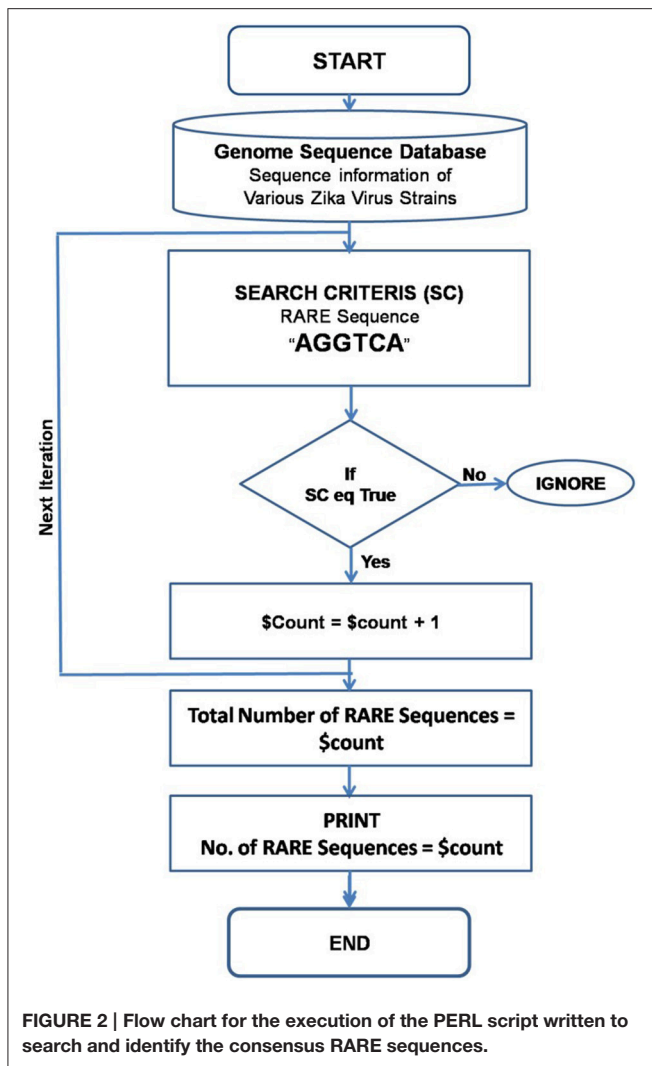 START
Genome Sequence Database
Sequence information of
Various Zika Virus Strains
SEARCH CRITERIS (SC)
RARE Sequence
"AGGTCA"
Next Iteration
If
SC eq True
No
IGNORE
Yes
$Count = $count + 1
Total Number of RARE Sequences =
$count
PRINT
No. of RARE Sequences = $count
END
FIGURE 2 | Flow chart for the execution of the PERL script written to
search and identify the consensus RARE sequences.